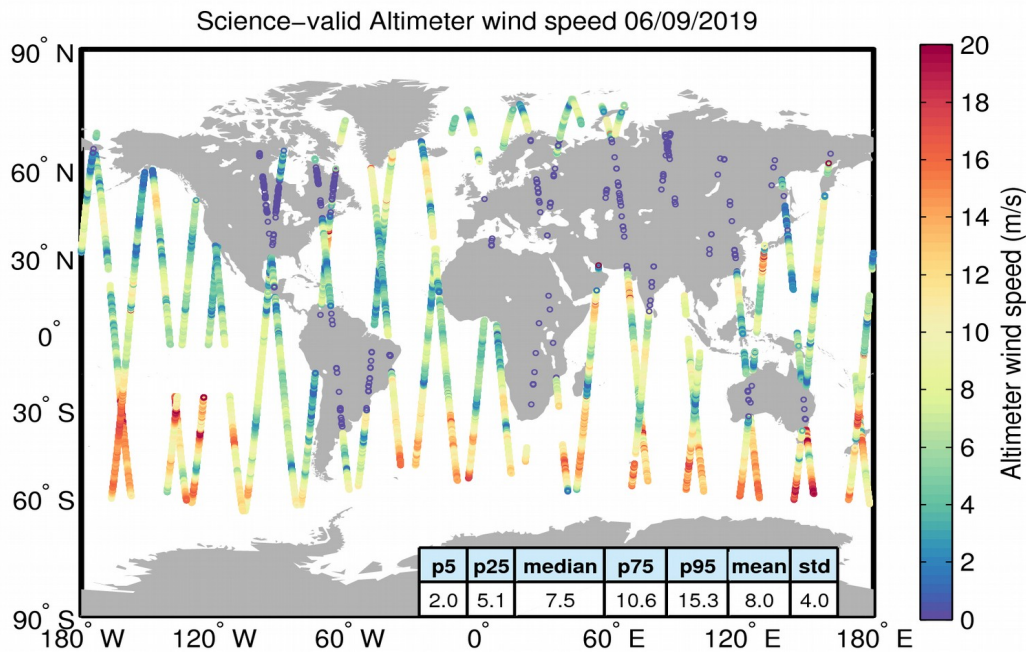 Science−valid Altimeter wind speed 06/09/2019
90° N
60° N
30° N
0°
30° S
60° S
90° S
180° W
120° W
60° W
0°
60° E
120° E
180° E
p5 p25 median p75 p95 mean std
2.0 5.1 7.5 10.6 15.3 8.0 4.0
20
18
16
14
12
10
8
6
4
2
0
Altimeter wind speed (m/s)